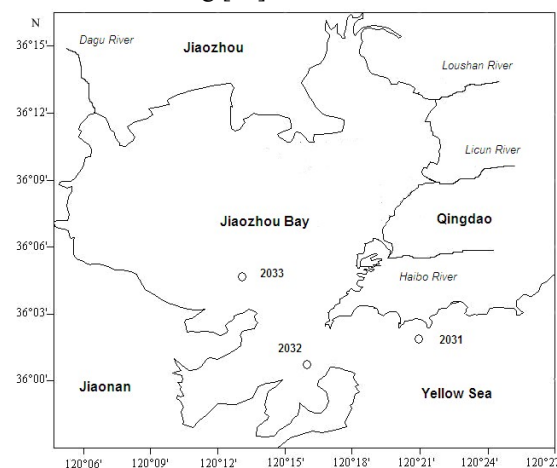 N
36°15'
36°12'
36°09'
36°06'
36°03'
36°00'
Dagu River
Jiaozhou
Loushan River
Licun River
Jiaozhou Bay
Qingdao
2033
Haibo River
2032
2031
Jiaonan
Yellow Sea
120°06' 120°09' 120°12' 120°15' 120°18' 120°21' 120°24' 120°2